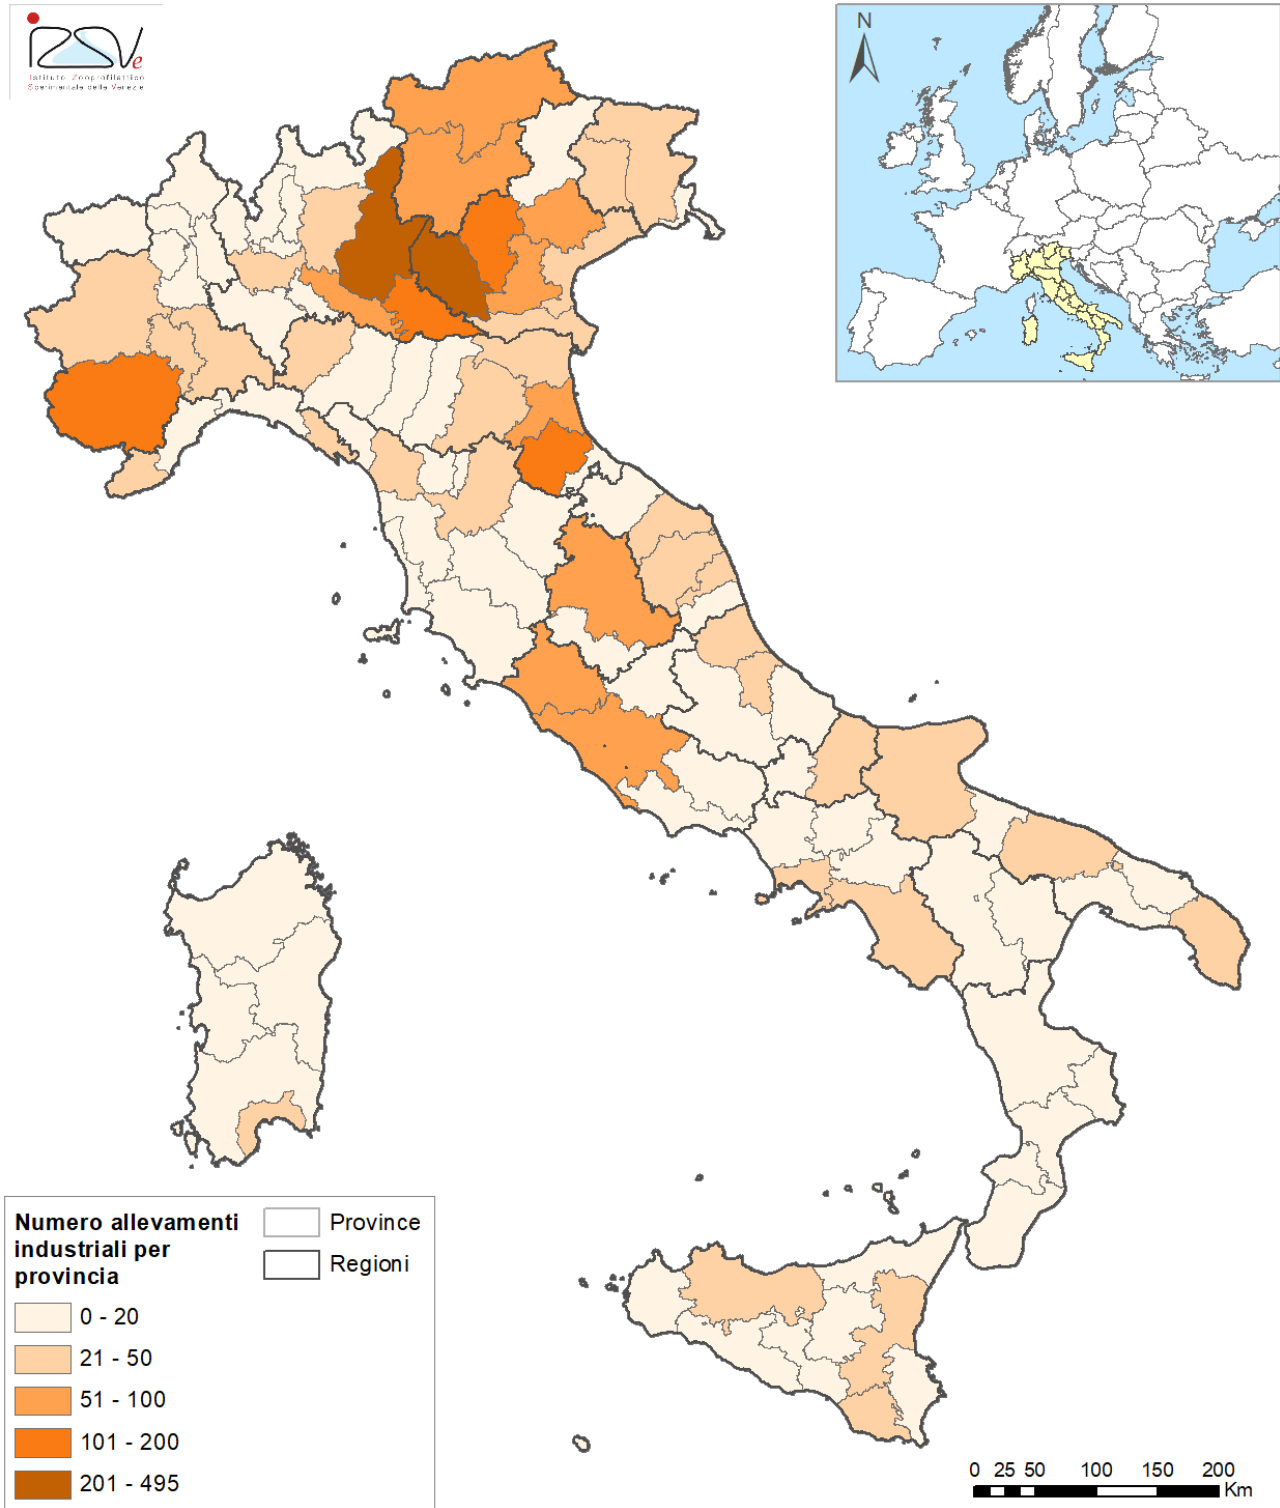 IZSVe
Istituto Zooprofilattico
Sperimentale delle Venezie
N
Numero allevamenti
industriali per
provincia
Province
Regioni
0 - 20
21 - 50
51 - 100
101 - 200
201 - 495
0 25 50 100 150 200
Km